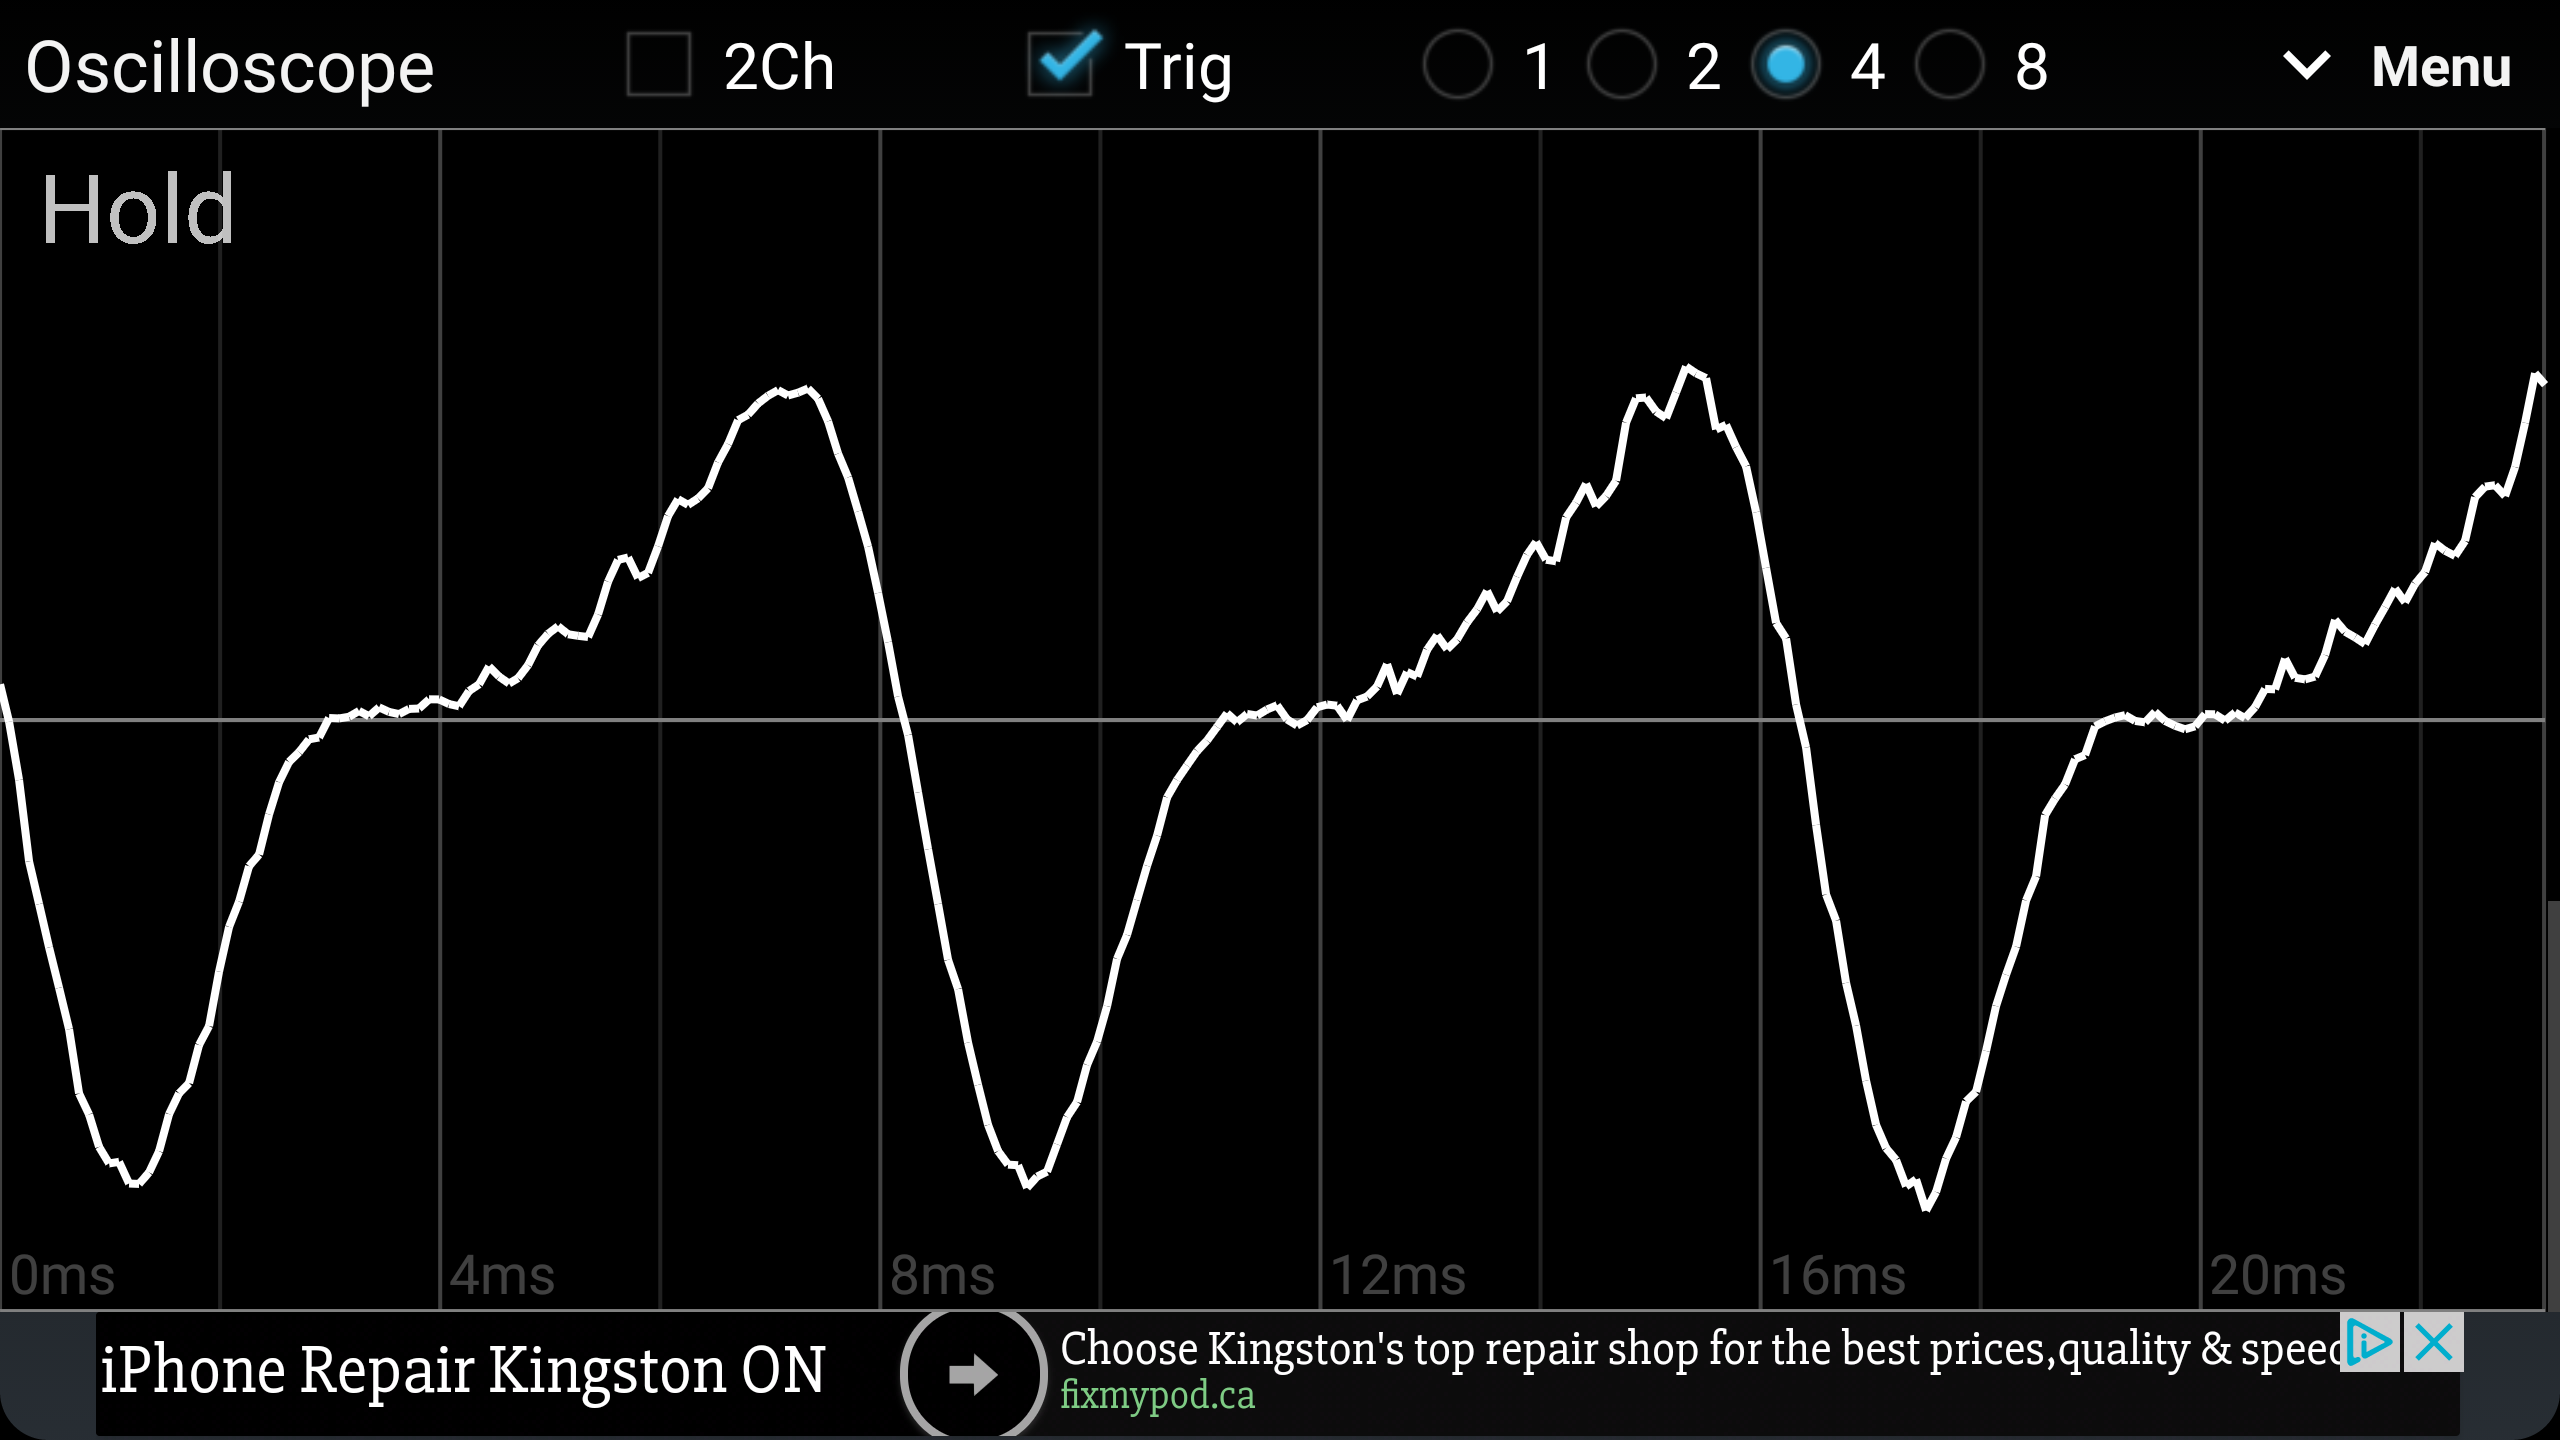 Oscilloscope 2Ch Trig 1 2 4 8 Menu
Hold
0ms 4ms 8ms 12ms 16ms 20ms
iPhone Repair Kingston ON
Choose Kingston's top repair shop for the best prices,quality & speed
fixmypod.ca